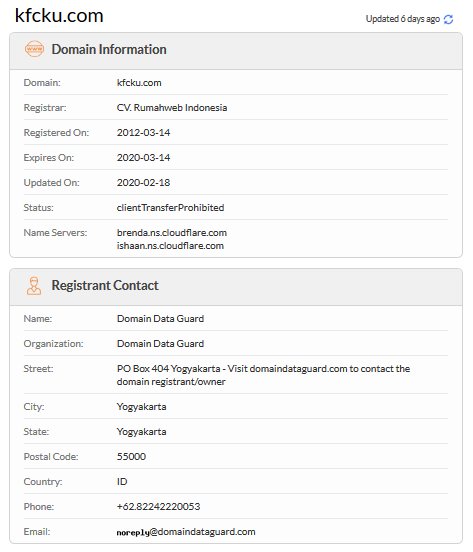 kfcku.com
Updated 6 days ago
www
Domain Information
Domain: kfcku.com
Registrar: CV. Rumahweb Indonesia
Registered On: 2012-03-14
Expires On: 2020-03-14
Updated On: 2020-02-18
Status: clientTransferProhibited
Name Servers: brenda.ns.cloudflare.com
ishaan.ns.cloudflare.com
Registrant Contact
Name: Domain Data Guard
Organization: Domain Data Guard
Street: PO Box 404 Yogyakarta - Visit domaindataguard.com to contact the
domain registrant/owner
City: Yogyakarta
State: Yogyakarta
Postal Code: 55000
Country: ID
Phone: +62.82242220053
Email: noreply@domaindataguard.com